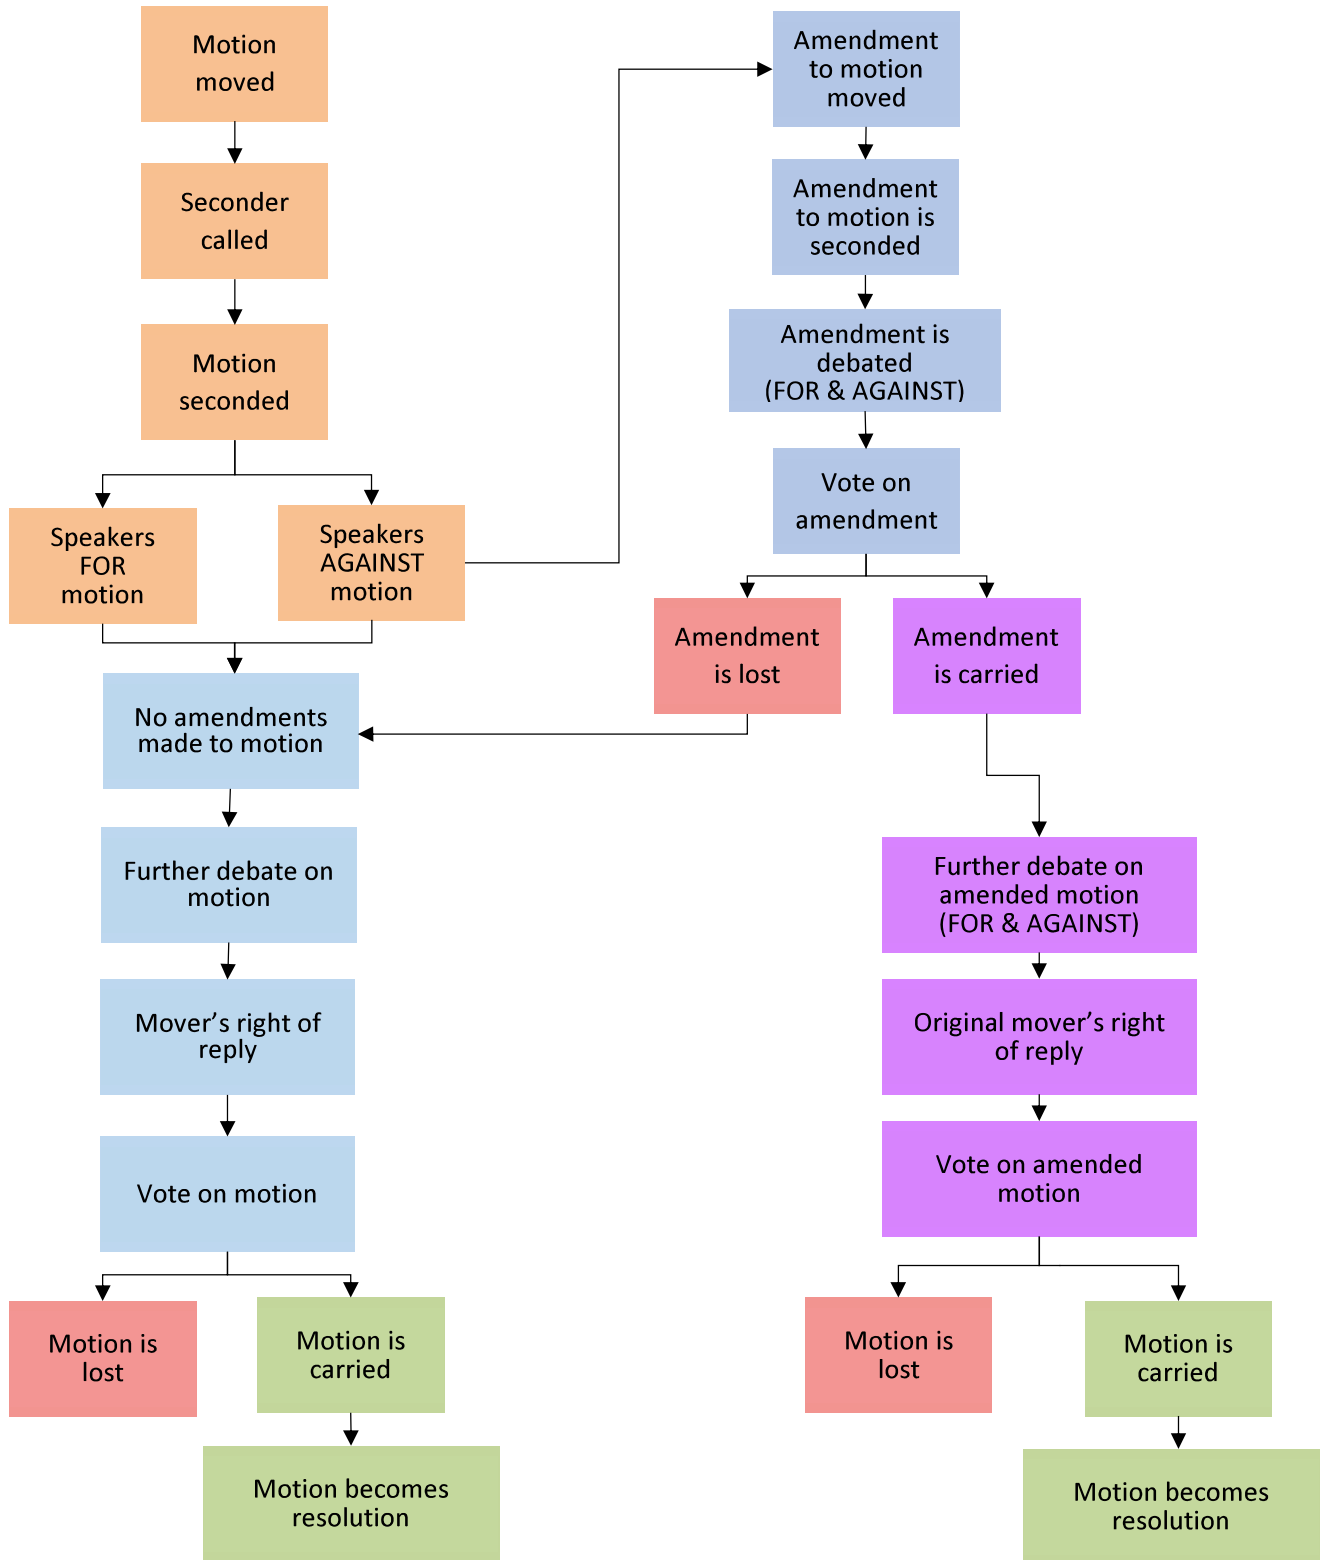 Motion
moved
Seconder
called
Motion
seconded
Speakers
FOR
motion
Speakers
AGAINST
motion
Amendment
to motion
moved
Amendment
to motion is
seconded
Amendment is
debated
(FOR & AGAINST)
Vote on
amendment
Amendment
is lost
Amendment
is carried
No amendments
made to motion
Further debate on
motion
Mover’s right of
reply
Vote on motion
Motion is
lost
Motion is
carried
Motion becomes
resolution
Further debate on
amended motion
(FOR & AGAINST)
Original mover’s right
of reply
Vote on amended
motion
Motion is
lost
Motion is
carried
Motion becomes
resolution